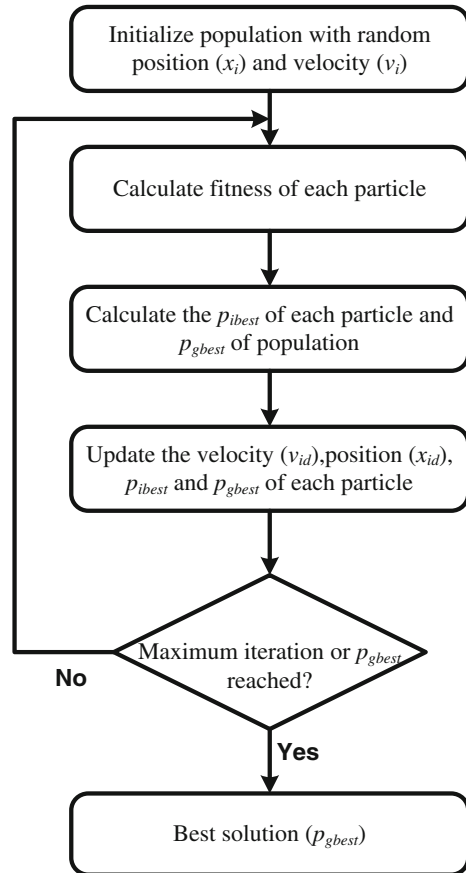 Initialize population with random
position (xi) and velocity (vi)
Calculate fitness of each particle
Calculate the pibest of each particle and
pgbest of population
Update the velocity (vid),position (xid),
pibest and pgbest of each particle
Maximum iteration or pgbest
reached?
No
Yes
Best solution (pgbest)